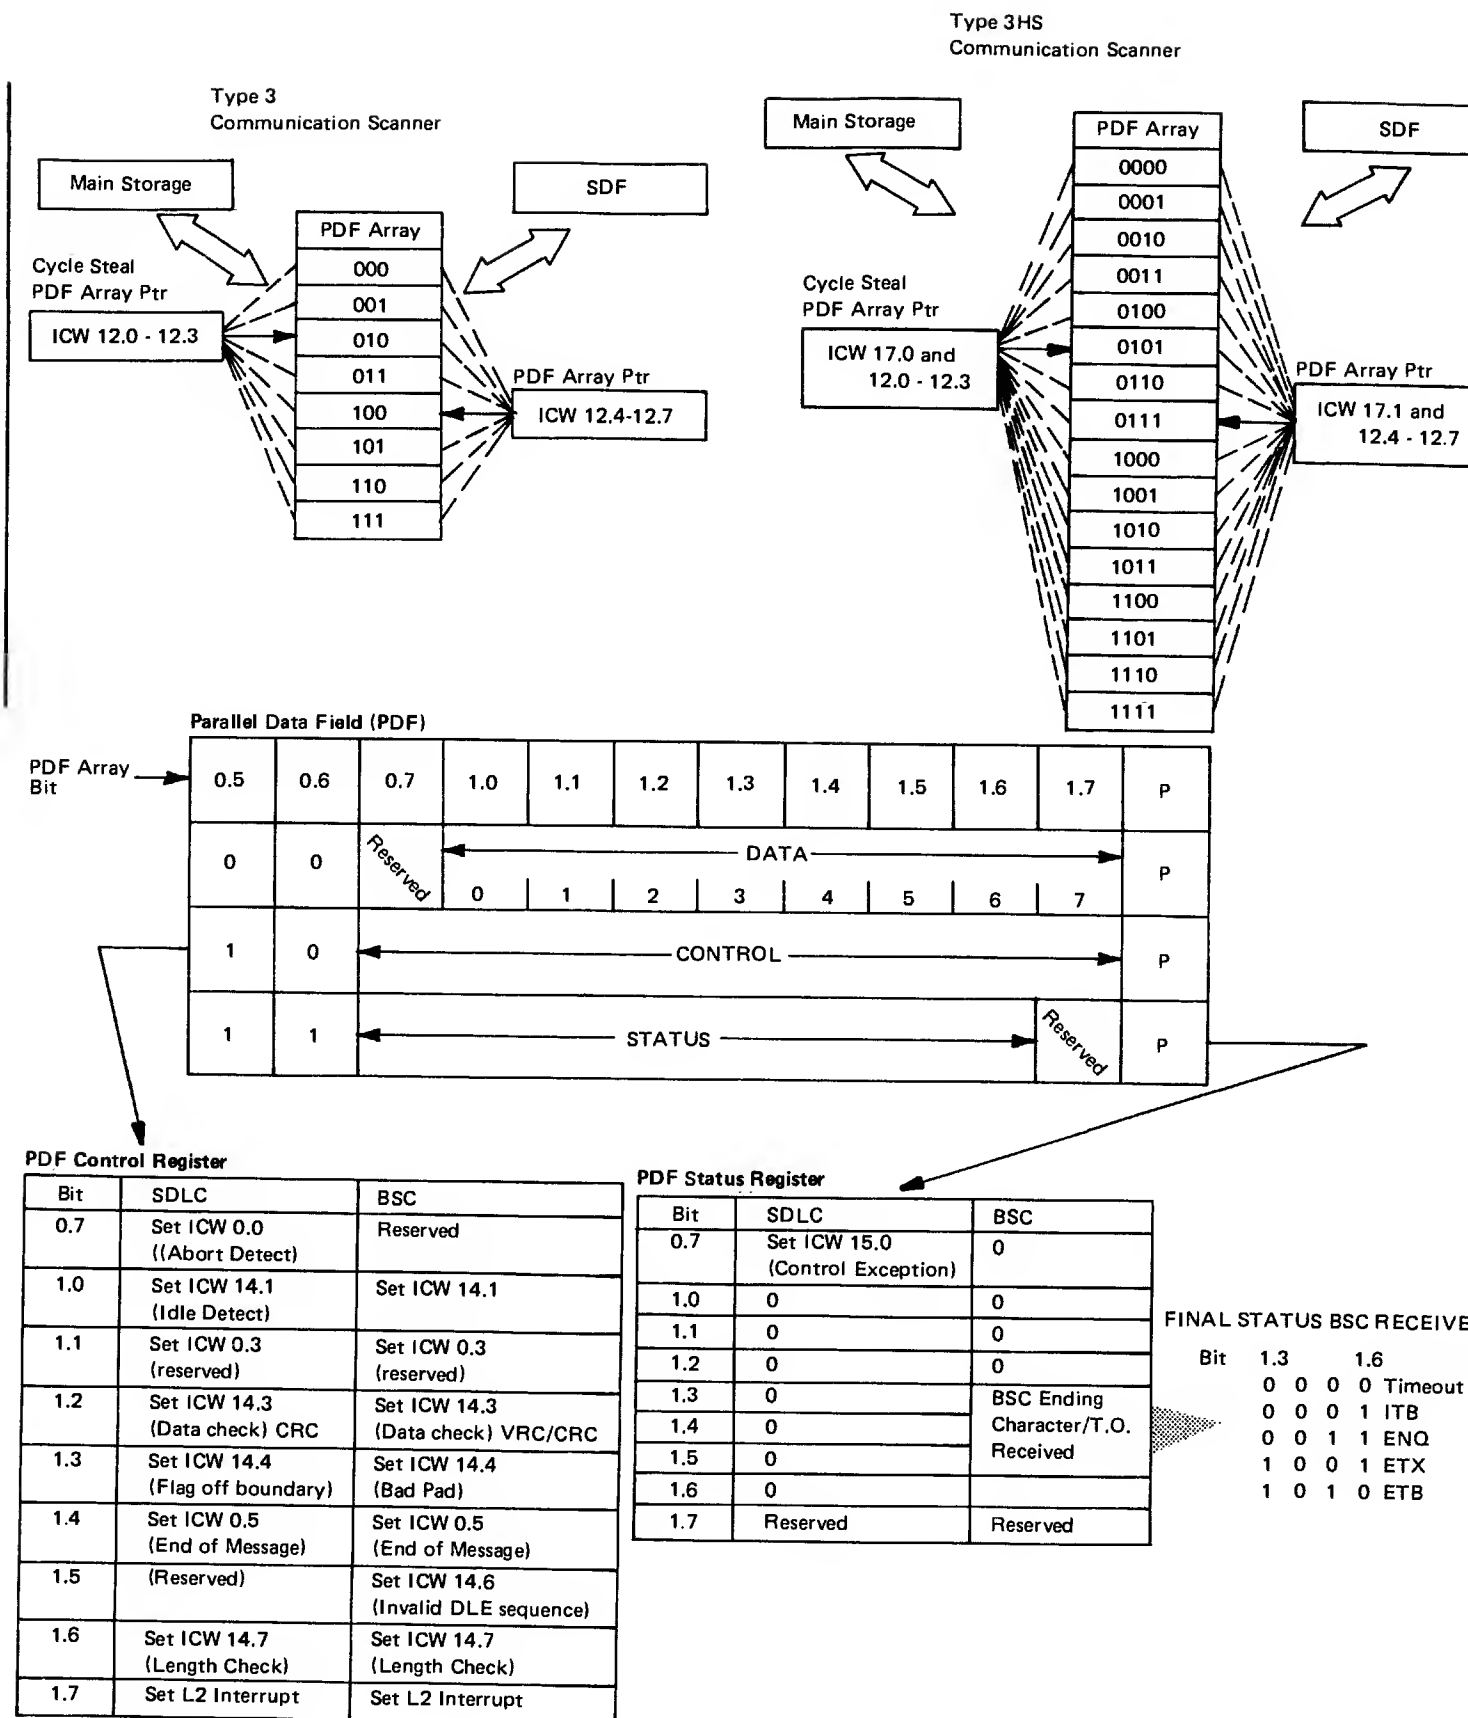 Type 3HS
Communication Scanner
Type 3
Communication Scanner
Main Storage
SDF
PDF Array
000
001
010
011
100
101
110
111
Cycle Steal
PDF Array Ptr
ICW 12.0 - 12.3
PDF Array Ptr
ICW 12.4-12.7
Main Storage
PDF Array
SDF
0000
0001
0010
0011
0100
0101
0110
0111
1000
1001
1010
1011
1100
1101
1110
1111
Cycle Steal
PDF Array Ptr
ICW 17.0 and
12.0 - 12.3
PDF Array Ptr
ICW 17.1 and
12.4 - 12.7
Parallel Data Field (PDF)
PDF Array
Bit
0.5 0.6 0.7 1.0 1.1 1.2 1.3 1.4 1.5 1.6 1.7 P
0 0 Reserved DATA P
0 1 2 3 4 5 6 7
1 0 CONTROL P
1 1 STATUS Reserved P
PDF Control Register
Bit SDLC BSC
0.7 Set ICW 0.0 Reserved
((Abort Detect)
1.0 Set ICW 14.1 Set ICW 14.1
(Idle Detect)
1.1 Set ICW 0.3 Set ICW 0.3
(reserved) (reserved)
1.2 Set ICW 14.3 Set ICW 14.3
(Data check) CRC (Data check) VRC/CRC
1.3 Set ICW 14.4 Set ICW 14.4
(Flag off boundary) (Bad Pad)
1.4 Set ICW 0.5 Set ICW 0.5
(End of Message) (End of Message)
1.5 (Reserved) Set ICW 14.6
(Invalid DLE sequence)
1.6 Set ICW 14.7 Set ICW 14.7
(Length Check) (Length Check)
1.7 Set L2 Interrupt Set L2 Interrupt
PDF Status Register
Bit SDLC BSC
0.7 Set ICW 15.0 0
(Control Exception)
1.0 0 0
1.1 0 0
1.2 0 0
1.3 0 BSC Ending
1.4 0 Character/T.O.
1.5 0 Received
1.6 0
1.7 Reserved Reserved
FINAL STATUS BSC RECEIVE
Bit 1.3 1.6
0 0 0 0 Timeout
0 0 0 1 ITB
0 0 1 1 ENQ
1 0 0 1 ETX
1 0 1 0 ETB